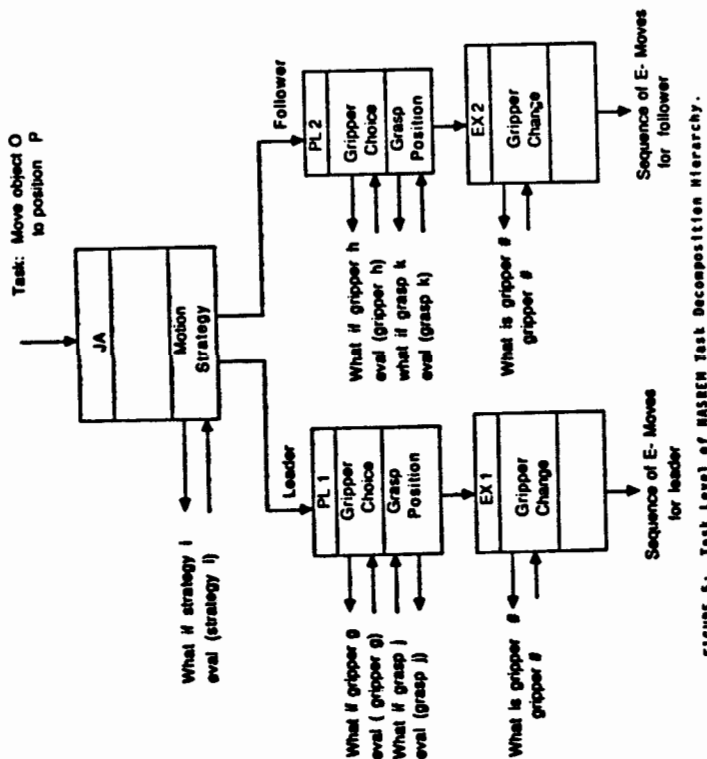 Task: Move object O
to position P
JA
Motion
Strategy
What if strategy i
eval (strategy i)
Leader
Follower
PL 1
Gripper
Choice
Grasp
Position
What if gripper g
eval ( gripper g)
What if grasp j
eval (grasp j)
PL 2
Gripper
Choice
Grasp
Position
What if gripper h
eval (gripper h)
what if grasp k
eval (grasp k)
EX 1
Gripper
Change
What is gripper #
gripper #
EX 2
Gripper
Change
What is gripper #
gripper #
Sequence of E- Moves
for leader
Sequence of E- Moves
for follower
Figure 6: Task Level of NASREM Task Decomposition Hierarchy.